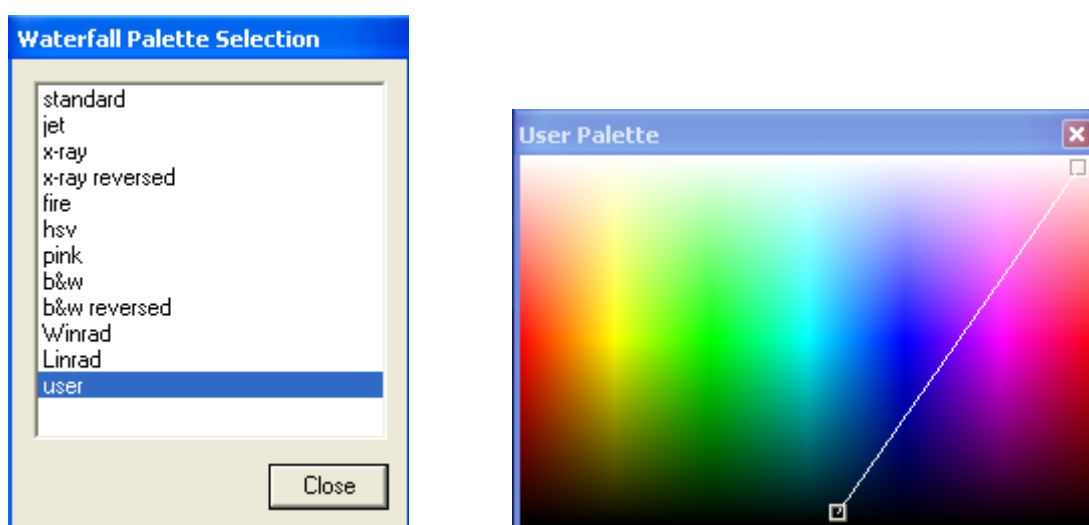 Waterfall Palette Selection
standard
jet
x-ray
x-ray reversed
fire
hsv
pink
b&w
b&w reversed
Winrad
Linrad
user
Close
User Palette